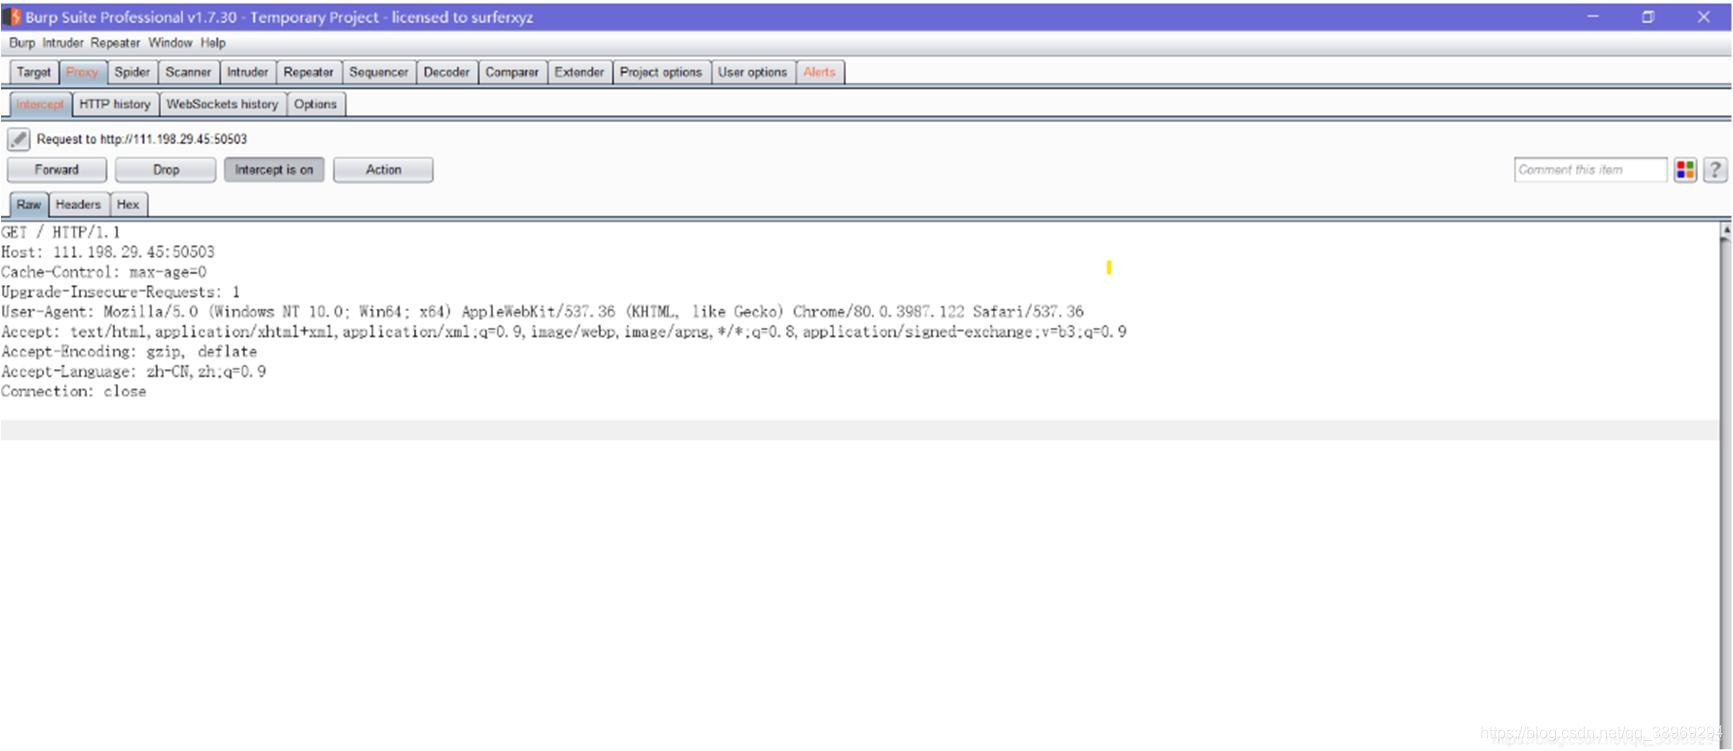 Burp Suite Professional v1.7.30 - Temporary Project - licensed to surferxyz
Burp Intruder Repeater Window Help
Target Proxy Spider Scanner Intruder Repeater Sequencer Decoder Comparer Extender Project options User options Alerts
Intercept HTTP history WebSockets history Options
Request to http://111.198.29.45:50503
Forward Drop Intercept is on Action Comment this item ?
Raw Headers Hex
GET / HTTP/1.1
Host: 111.198.29.45:50503
Cache-Control: max-age=0
Upgrade-Insecure-Requests: 1
User-Agent: Mozilla/5.0 (Windows NT 10.0; Win64; x64) AppleWebKit/537.36 (KHTML, like Gecko) Chrome/80.0.3987.122 Safari/537.36
Accept: text/html,application/xhtml+xml,application/xml;q=0.9,image/webp,image/apng,*/*;q=0.8,application/signed-exchange;v=b3;q=0.9
Accept-Encoding: gzip, deflate
Accept-Language: zh-CN,zh;q=0.9
Connection: close